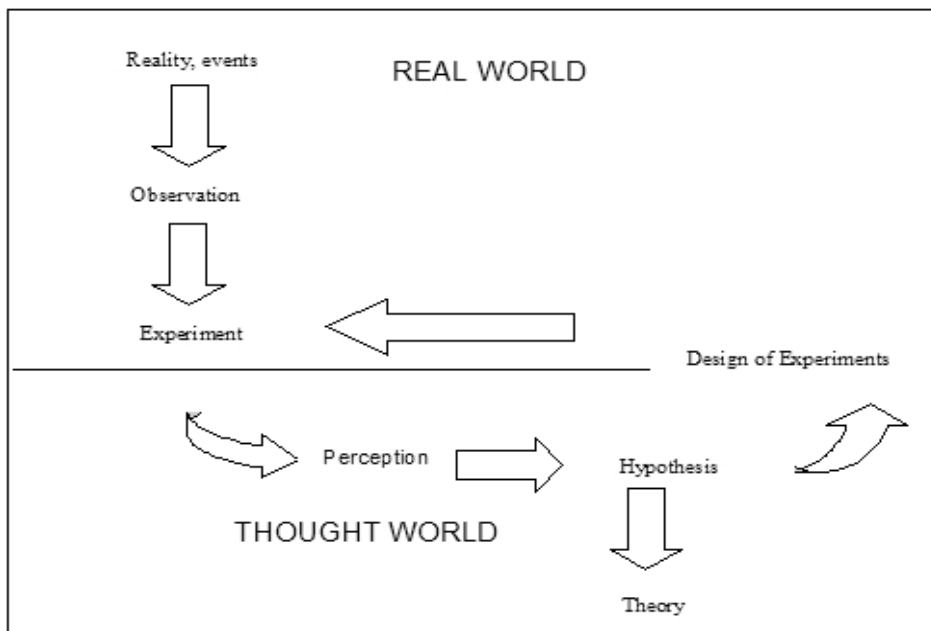 Reality, events
REAL WORLD
Observation
Experiment
Design of Experiments
Perception
Hypothesis
THOUGHT WORLD
Theory